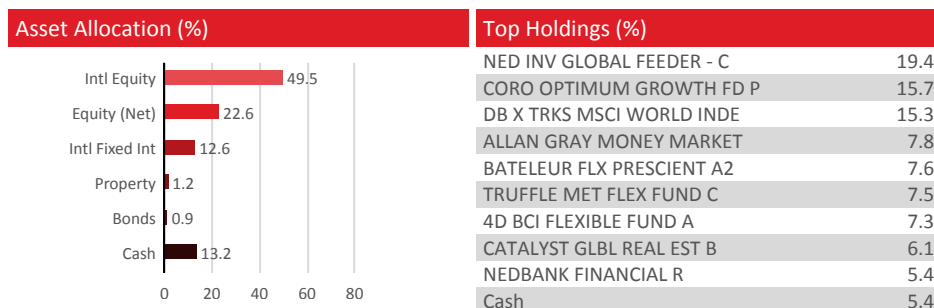 Asset Allocation (%)
Intl Equity 49.5
Equity (Net) 22.6
Intl Fixed Int 12.6
Property 1.2
Bonds 0.9
Cash 13.2
0 20 40 60 80
Top Holdings (%)
NED INV GLOBAL FEEDER - C 19.4
CORO OPTIMUM GROWTH FD P 15.7
DB X TRKS MSCI WORLD INDE 15.3
ALLAN GRAY MONEY MARKET 7.8
BATELEUR FLX PRESCIENT A2 7.6
TRUFFLE MET FLEX FUND C 7.5
4D BCI FLEXIBLE FUND A 7.3
CATALYST GLBL REAL EST B 6.1
NEDBANK FINANCIAL R 5.4
Cash 5.4